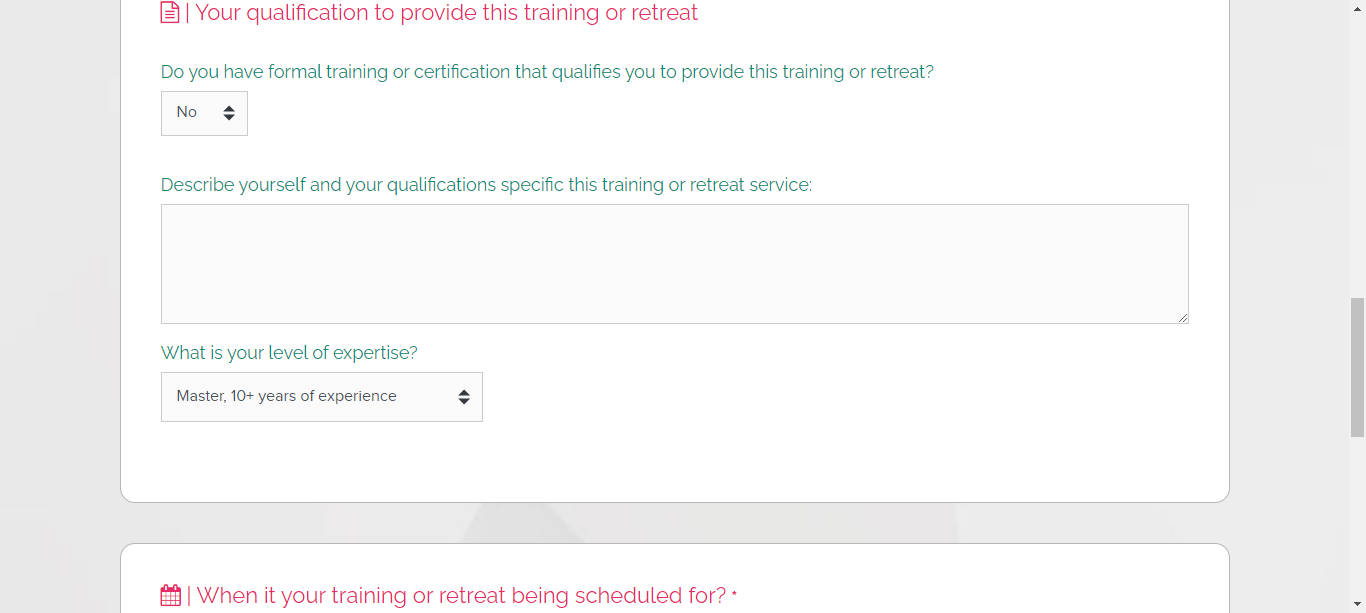 | Your qualification to provide this training or retreat
Do you have formal training or certification that qualifies you to provide this training or retreat?
No
Describe yourself and your qualifications specific this training or retreat service:
What is your level of expertise?
Master, 10+ years of experience
| When it your training or retreat being scheduled for? *